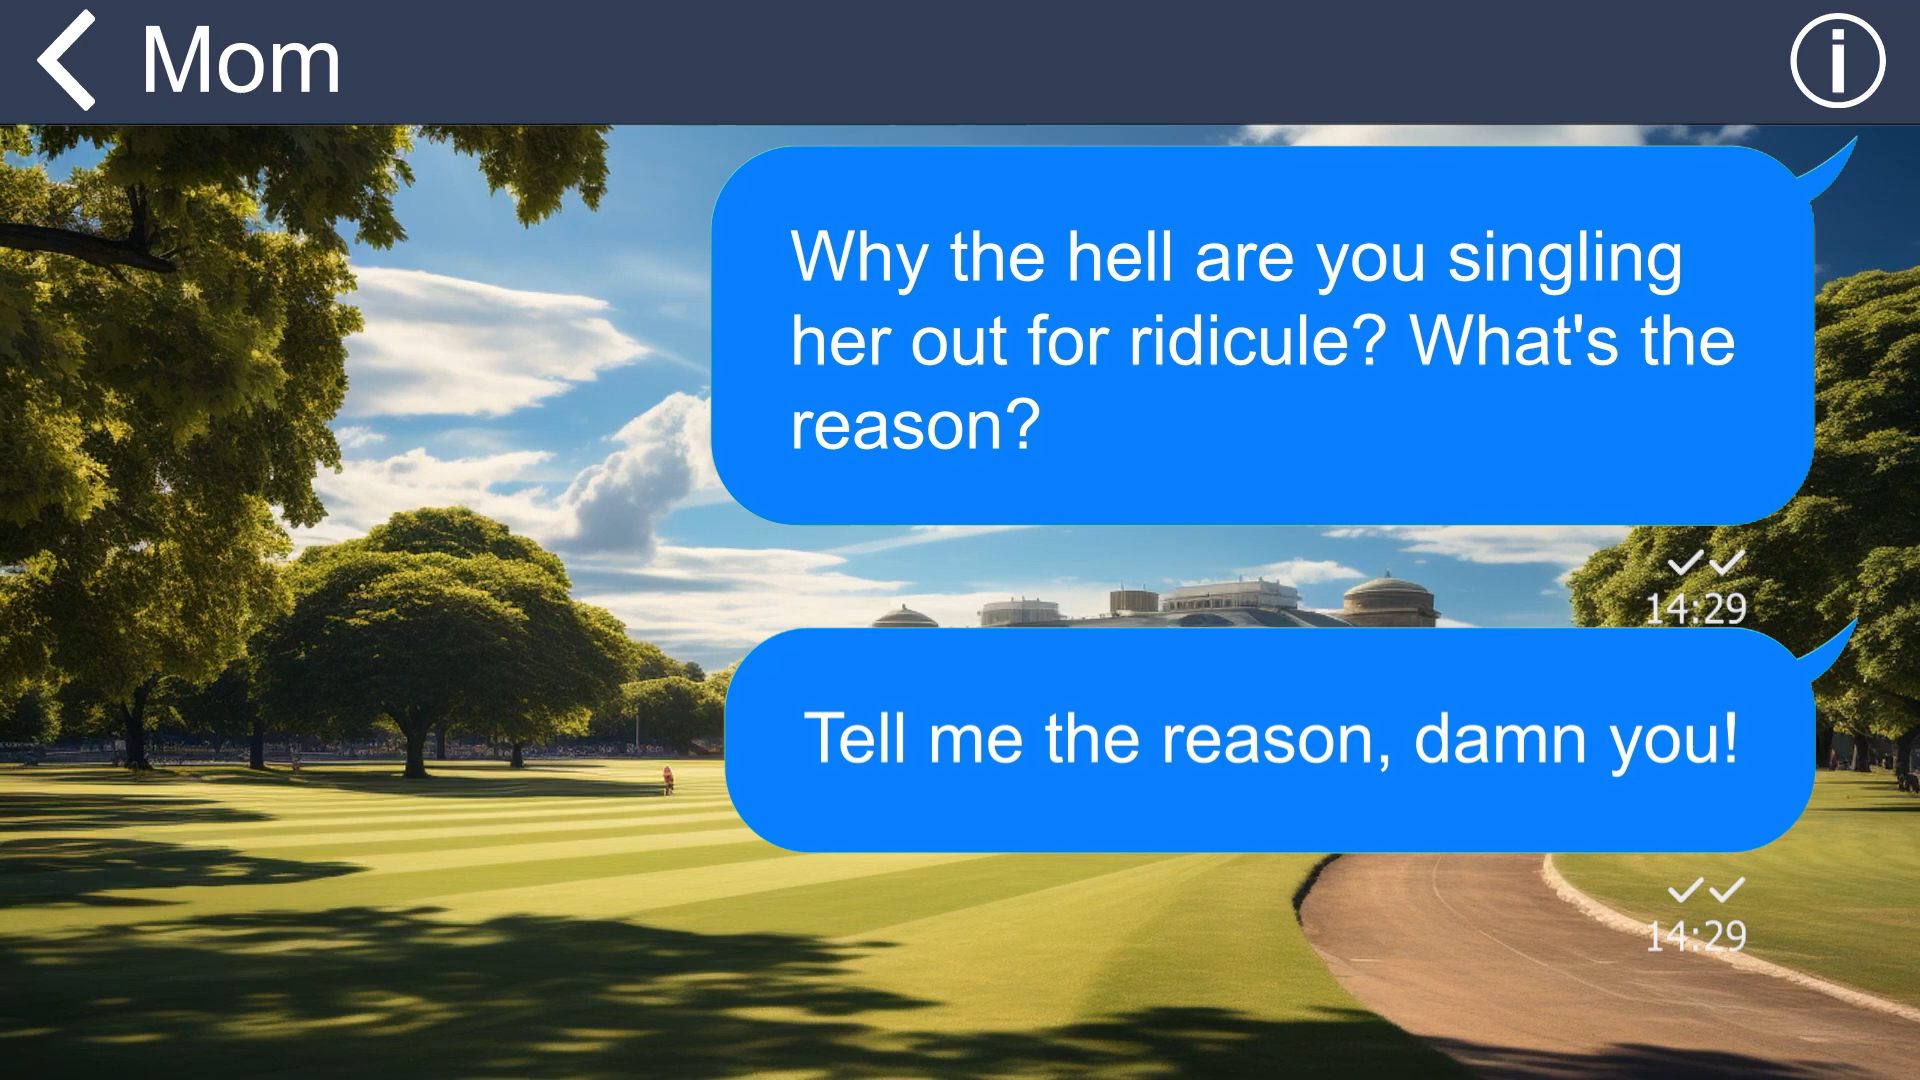 Mom
Why the hell are you singling
her out for ridicule? What's the
reason?
14:29
Tell me the reason, damn you!
14:29